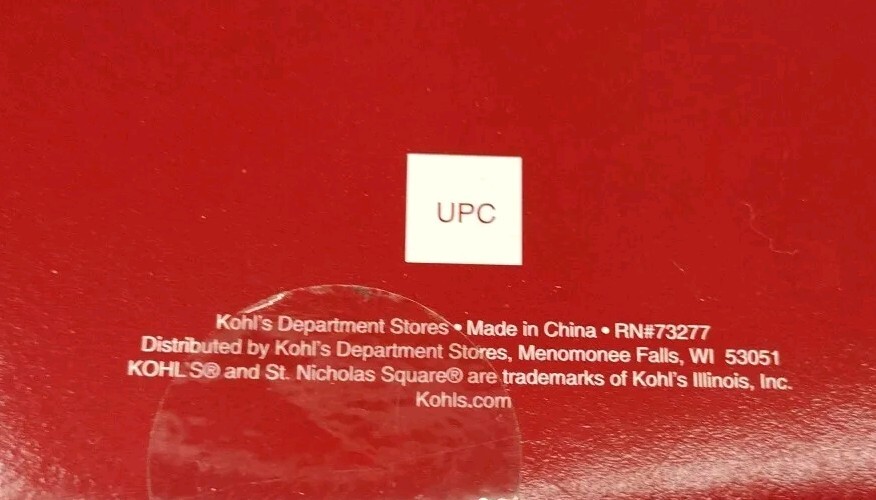 UPC
Kohl's Department Stores • Made in China • RN#73277
Distributed by Kohl's Department Stores, Menomonee Falls, WI 53051
KOHL'S® and St. Nicholas Square® are trademarks of Kohl's Illinois, Inc.
Kohls.com